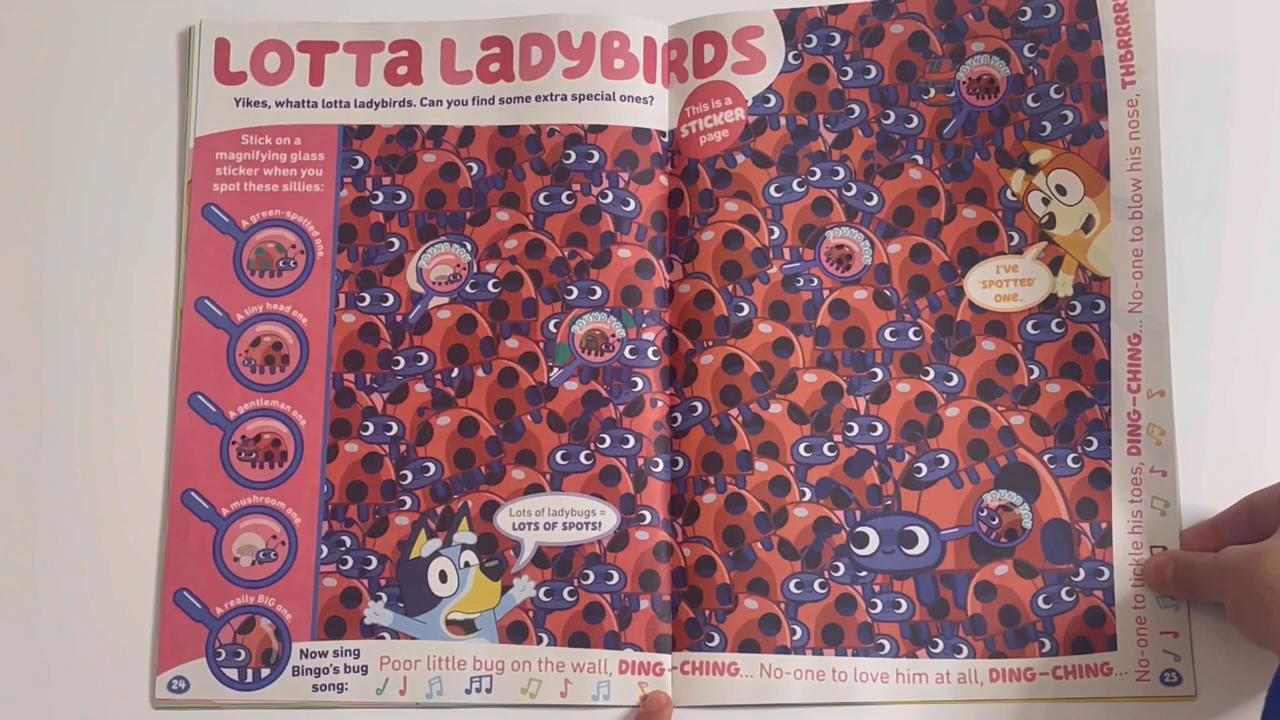 LOTTA LADYBIRDS
Yikes, whatta lotta ladybirds. Can you find some extra special ones?
This is a
STICKER
page
Stick on a
magnifying glass
sticker when you
spot these sillies:
A green-spotted one.
A tiny head one.
A gentleman one.
A mushroom one.
A really BIG one.
FOUND YOU
FOUND YOU
FOUND YOU
FOUND YOU
FOUND YOU
I've
'SPOTTED'
ONE.
Lots of ladybugs =
LOTS OF SPOTS!
Now sing
Bingo's bug
song:
Poor little bug on the wall, DING-CHING... No-one to love him at all, DING-CHING...
No-one to tickle his toes, DING-CHING... No-one to blow his nose, THBRRRR
24
25